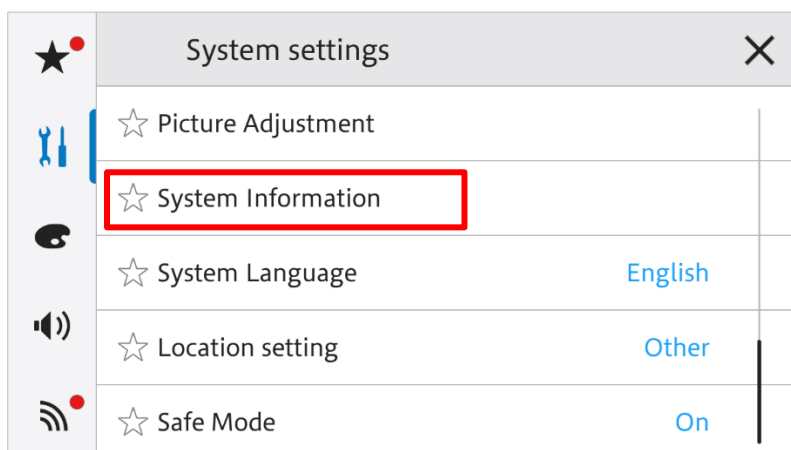 System settings
Picture Adjustment
System Information
System Language English
Location setting Other
Safe Mode On